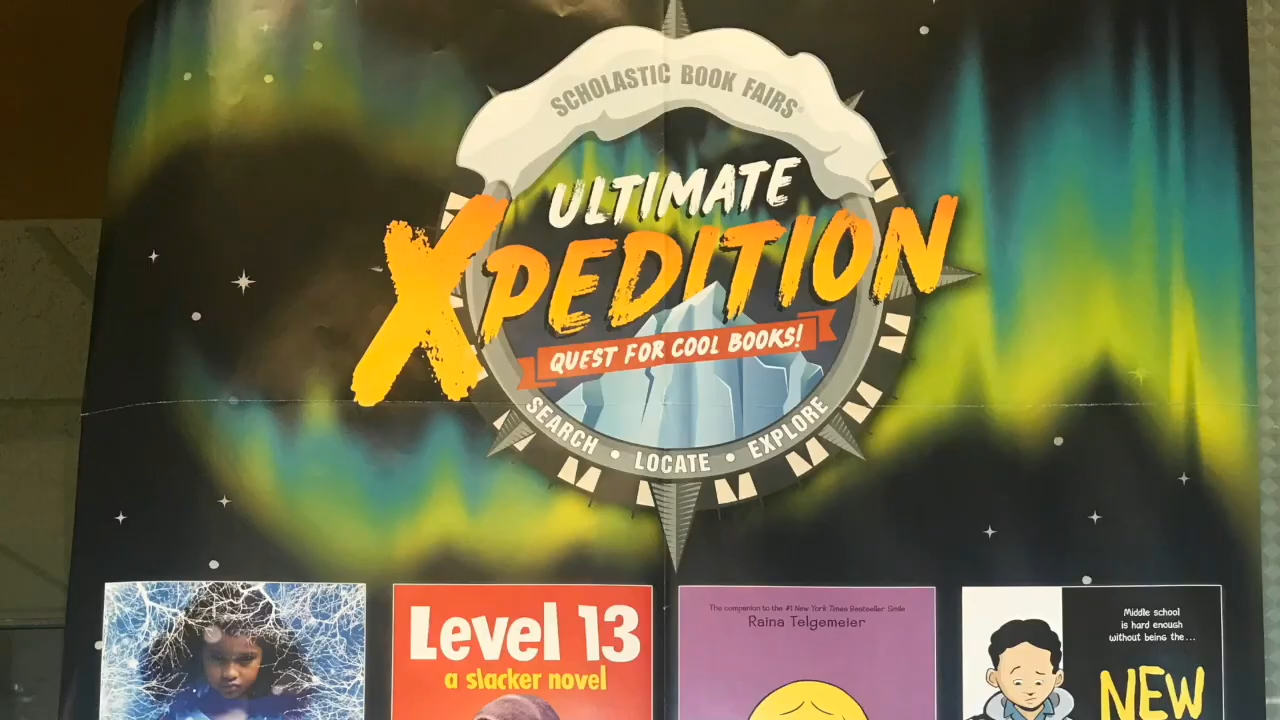 SCHOLASTIC BOOK FAIRS®
ULTIMATE
XPEDITION
QUEST FOR COOL BOOKS!
SEARCH • LOCATE • EXPLORE
Level 13
a slacker novel
The companion to the #1 New York Times Bestseller Smile
Raina Telgemeier
Middle school
is hard enough
without being the...
NEW